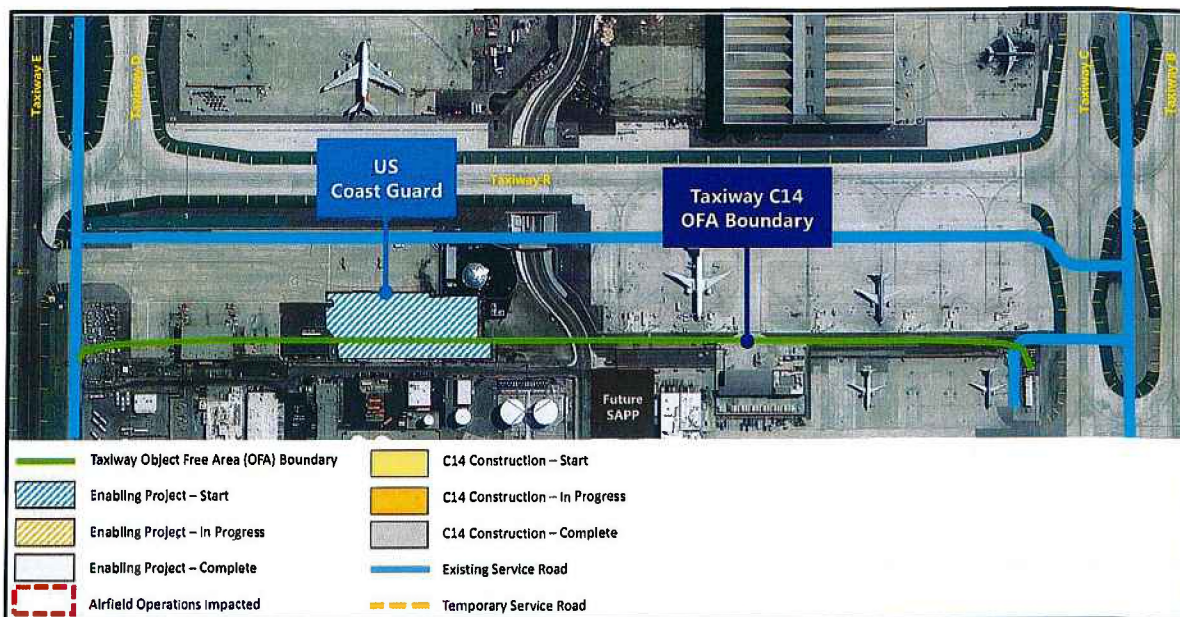 Taxiway E
Taxiway D
Taxiway C
Taxiway B
US
Coast Guard
Taxiway R
Taxiway C14
OFA Boundary
Future
SAPP
Taxiway Object Free Area (OFA) Boundary
Enabling Project – Start
Enabling Project – In Progress
Enabling Project – Complete
Airfield Operations Impacted
C14 Construction – Start
C14 Construction – In Progress
C14 Construction – Complete
Existing Service Road
Temporary Service Road